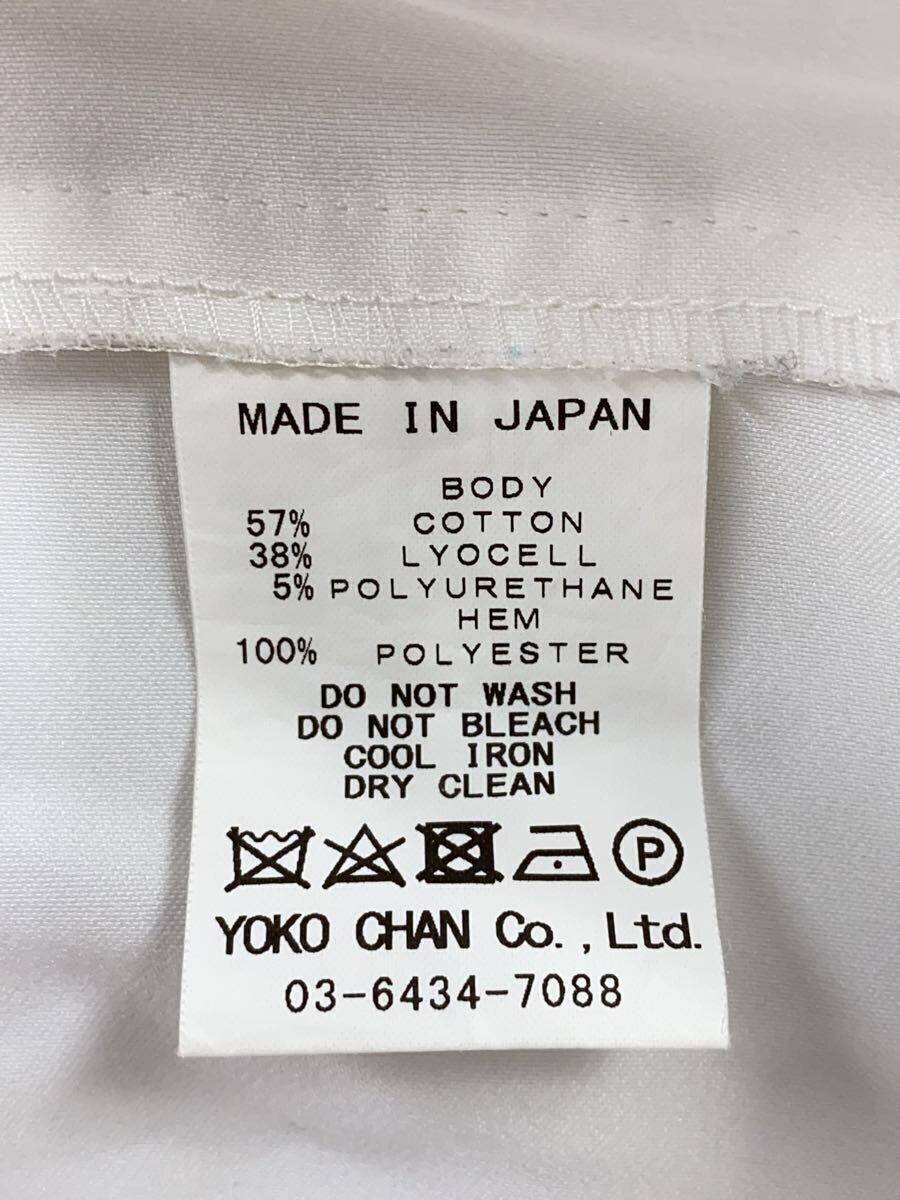 MADE IN JAPAN
BODY
57% COTTON
38% LYOCELL
5% POLYURETHANE
HEM
100% POLYESTER
DO NOT WASH
DO NOT BLEACH
COOL IRON
DRY CLEAN
P
YOKO CHAN Co.,Ltd.
03-6434-7088